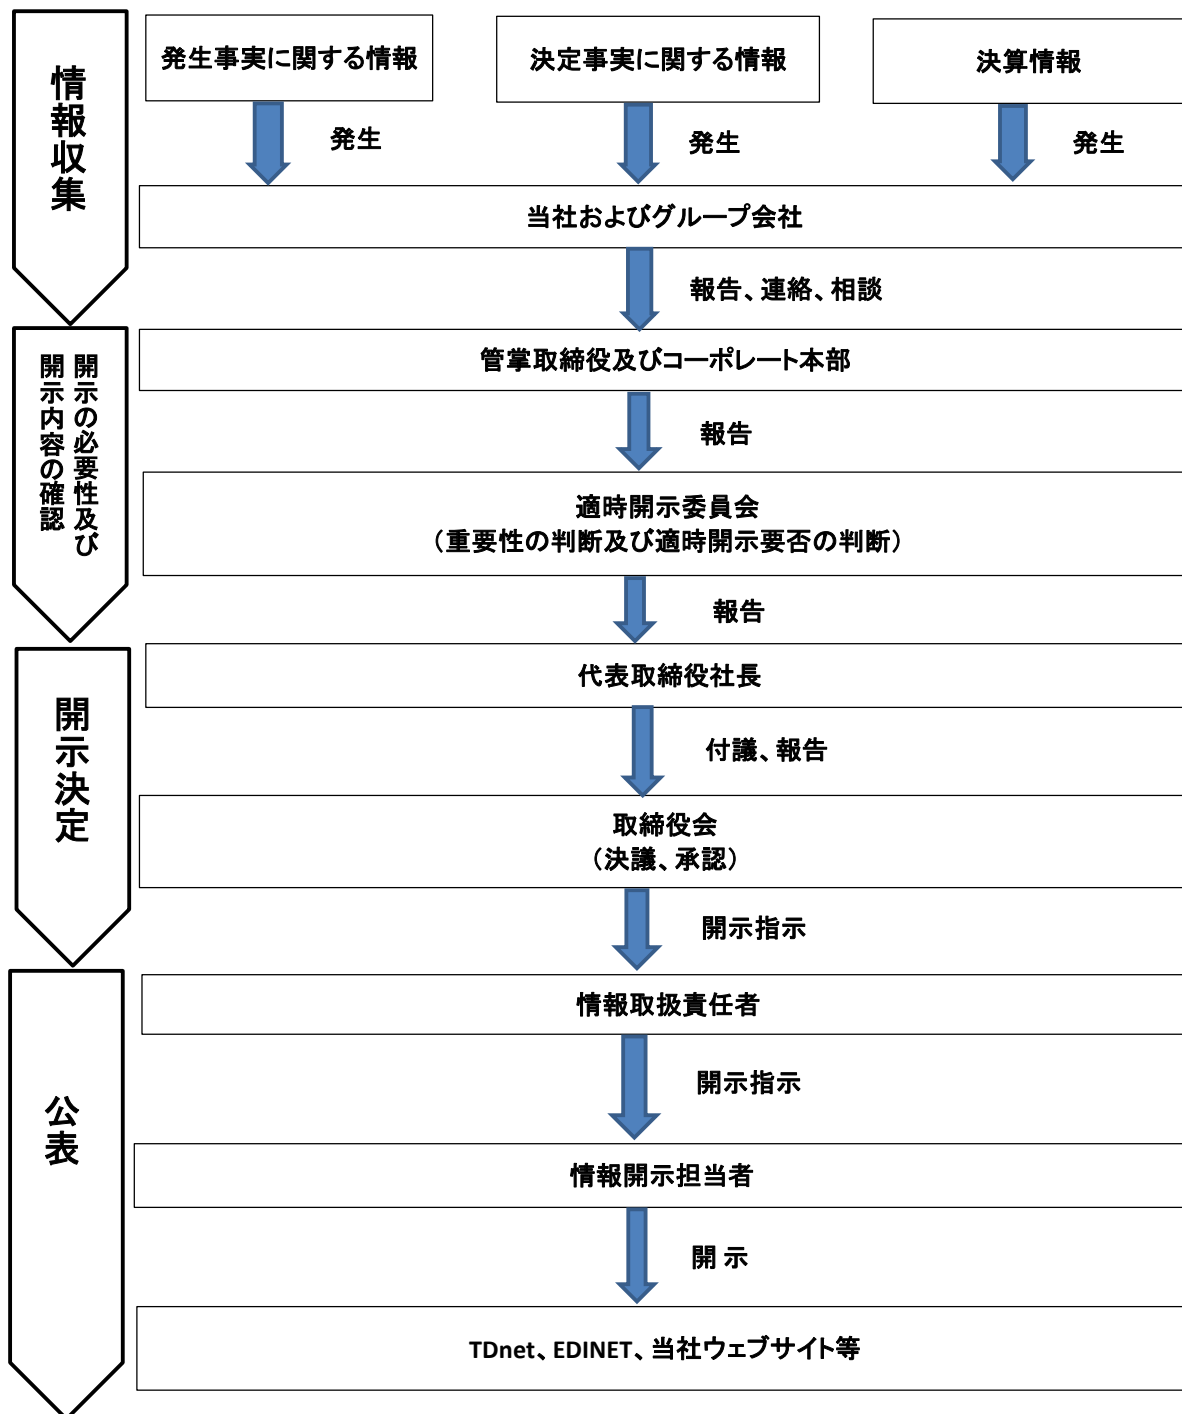 情報収集
発生事実に関する情報
決定事実に関する情報
決算情報
発生
発生
発生
当社およびグループ会社
報告、連絡、相談
開示の必要性及び
開示内容の確認
管掌取締役及びコーポレート本部
報告
適時開示委員会
（重要性の判断及び適時開示要否の判断）
報告
開示決定
代表取締役社長
付議、報告
取締役会
（決議、承認）
開示指示
公表
情報取扱責任者
開示指示
情報開示担当者
開 示
TDnet、EDINET、当社ウェブサイト等